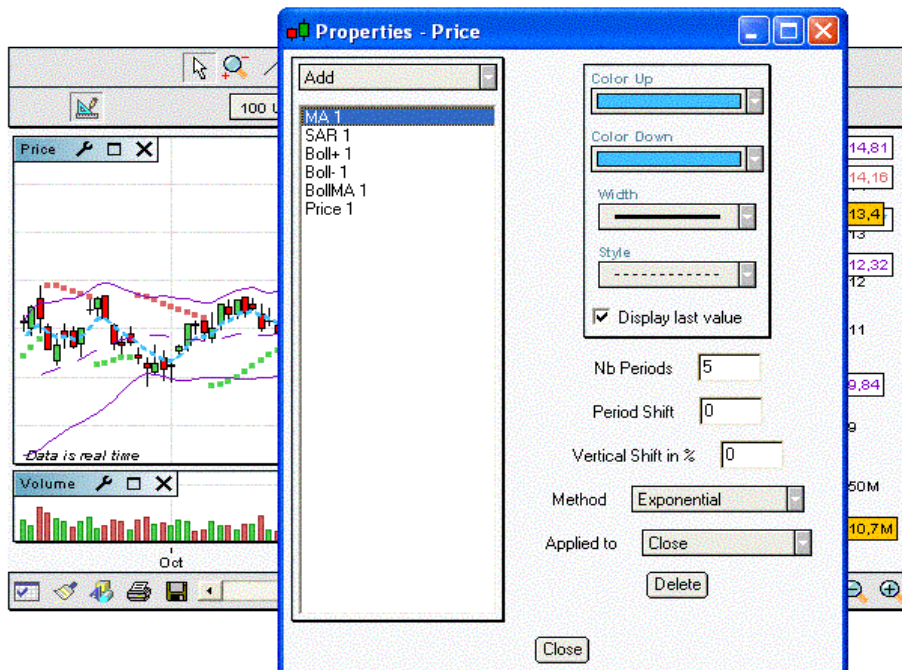 Properties - Price
Add
MA 1
SAR 1
Boll+ 1
Boll- 1
BollMA 1
Price 1
Color Up
Color Down
Width
Style
Display last value
Nb Periods 5
Period Shift 0
Vertical Shift in % 0
Method Exponential
Applied to Close
Delete
Close
100 U
Price
Data is real time
Volume
Oct
14,81
14,16
13,4
13
12,32
12
11
9,84
9
50M
10,7M